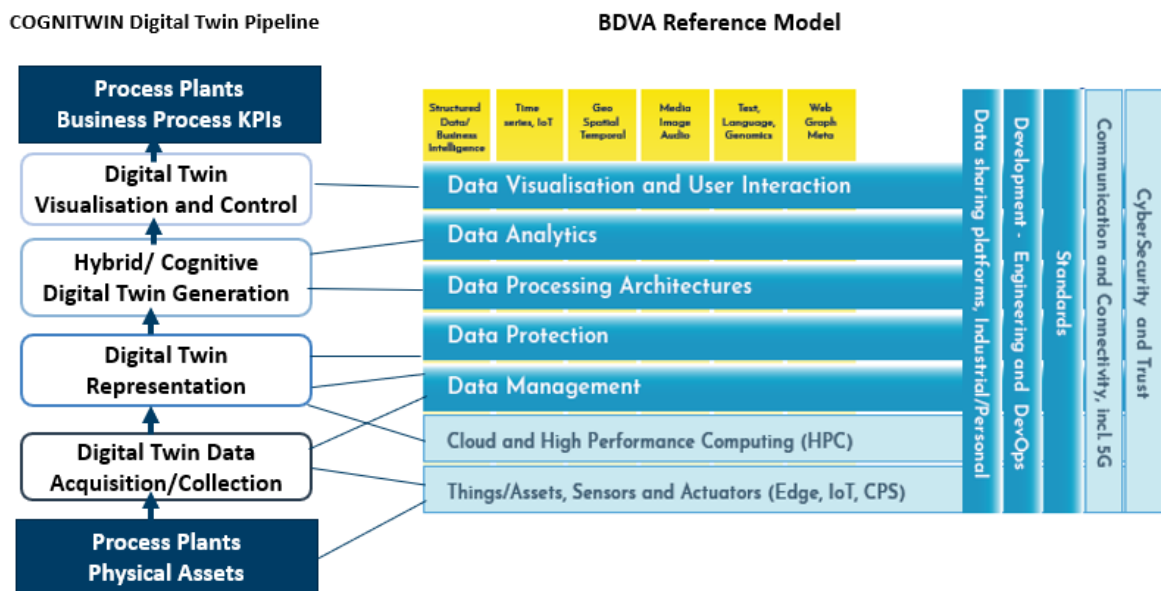 COGNITWIN Digital Twin Pipeline
BDVA Reference Model
Process Plants
Business Process KPIs
Digital Twin
Visualisation and Control
Hybrid/ Cognitive
Digital Twin Generation
Digital Twin
Representation
Digital Twin Data
Acquisition/Collection
Process Plants
Physical Assets
Structured
Data/
Business
Intelligence
Time
series, IoT
Geo
Spatial
Temporal
Media
Image
Audio
Text,
Language,
Genomics
Web
Graph
Meta
Data Visualisation and User Interaction
Data Analytics
Data Processing Architectures
Data Protection
Data Management
Cloud and High Performance Computing (HPC)
Things/Assets, Sensors and Actuators (Edge, IoT, CPS)
Data sharing platforms, Industrial/Personal
Development - Engineering and DevOps
Standards
Communication and Connectivity, incl. 5G
CyberSecurity and Trust